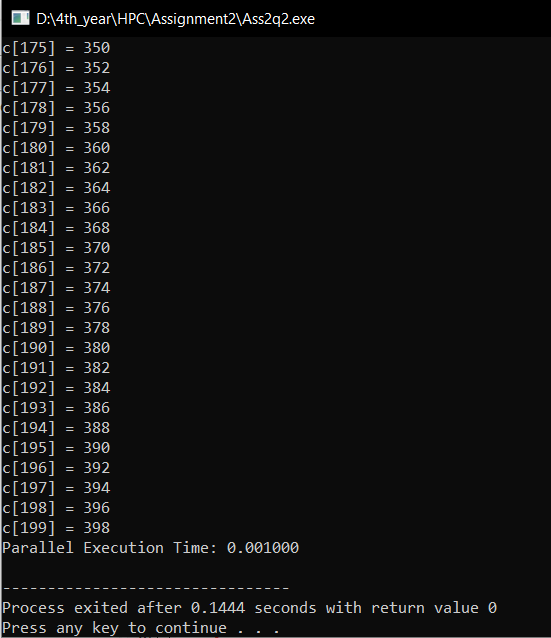 D:\4th_year\HPC\Assignment2\Ass2q2.exe
c[175] = 350
c[176] = 352
c[177] = 354
c[178] = 356
c[179] = 358
c[180] = 360
c[181] = 362
c[182] = 364
c[183] = 366
c[184] = 368
c[185] = 370
c[186] = 372
c[187] = 374
c[188] = 376
c[189] = 378
c[190] = 380
c[191] = 382
c[192] = 384
c[193] = 386
c[194] = 388
c[195] = 390
c[196] = 392
c[197] = 394
c[198] = 396
c[199] = 398
Parallel Execution Time: 0.001000
--------------------------------
Process exited after 0.1444 seconds with return value 0
Press any key to continue . . .